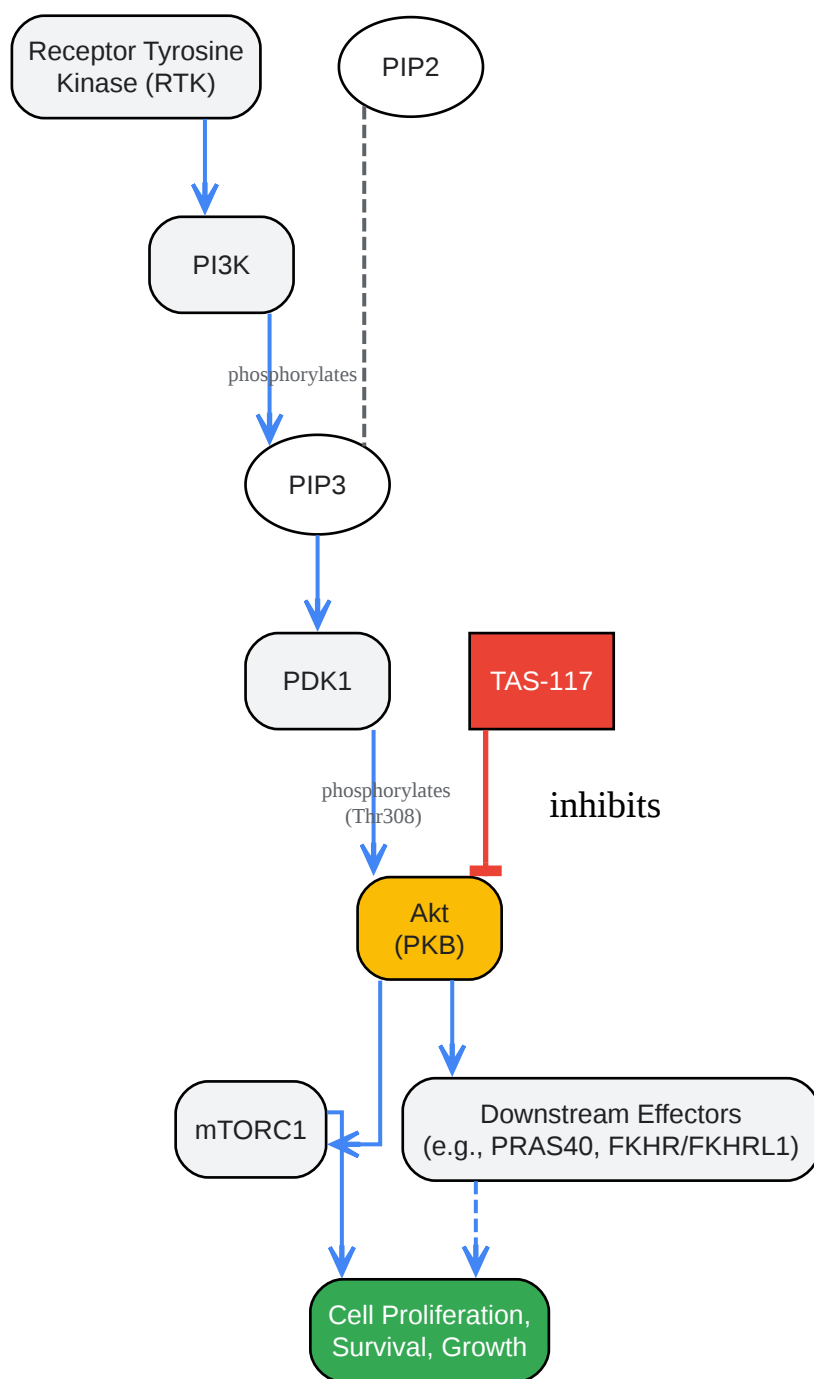 Receptor Tyrosine
Kinase (RTK)
PIP2
PI3K
phosphorylates
PIP3
PDK1
TAS-117
phosphorylates
(Thr308)
inhibits
Akt
(PKB)
mTORC1
Downstream Effectors
(e.g., PRAS40, FKHR/FKHRL1)
Cell Proliferation,
Survival, Growth